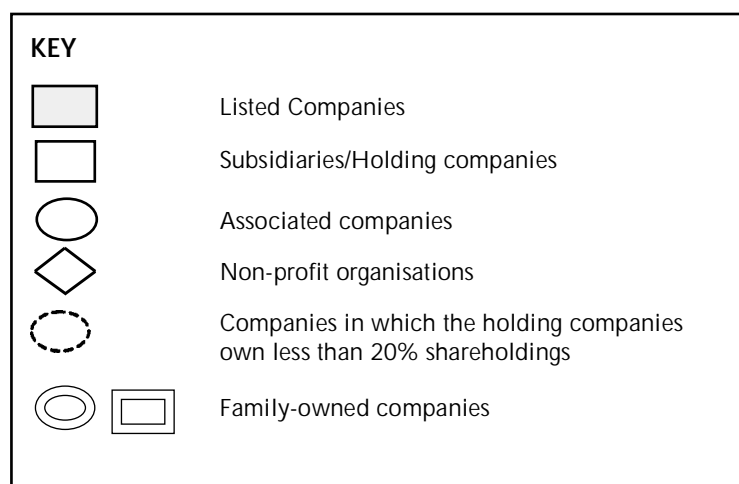 KEY
Listed Companies
Subsidiaries/Holding companies
Associated companies
Non-profit organisations
Companies in which the holding companies
own less than 20% shareholdings
Family-owned companies